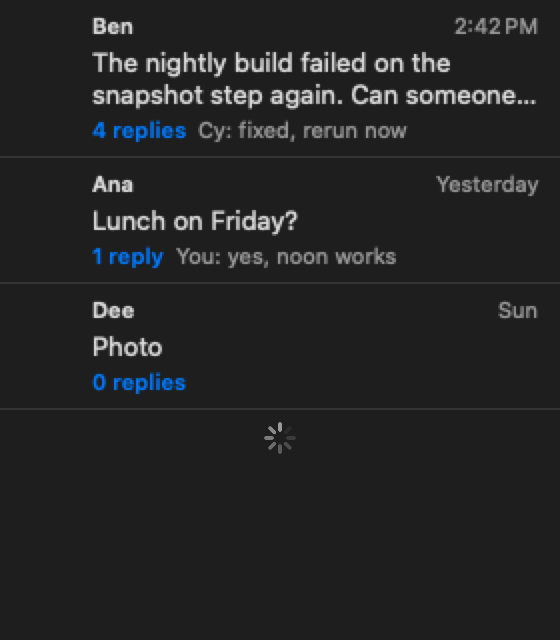 Ben 2:42 PM
The nightly build failed on the
snapshot step again. Can someone...
4 replies Cy: fixed, rerun now
Ana Yesterday
Lunch on Friday?
1 reply You: yes, noon works
Dee Sun
Photo
0 replies